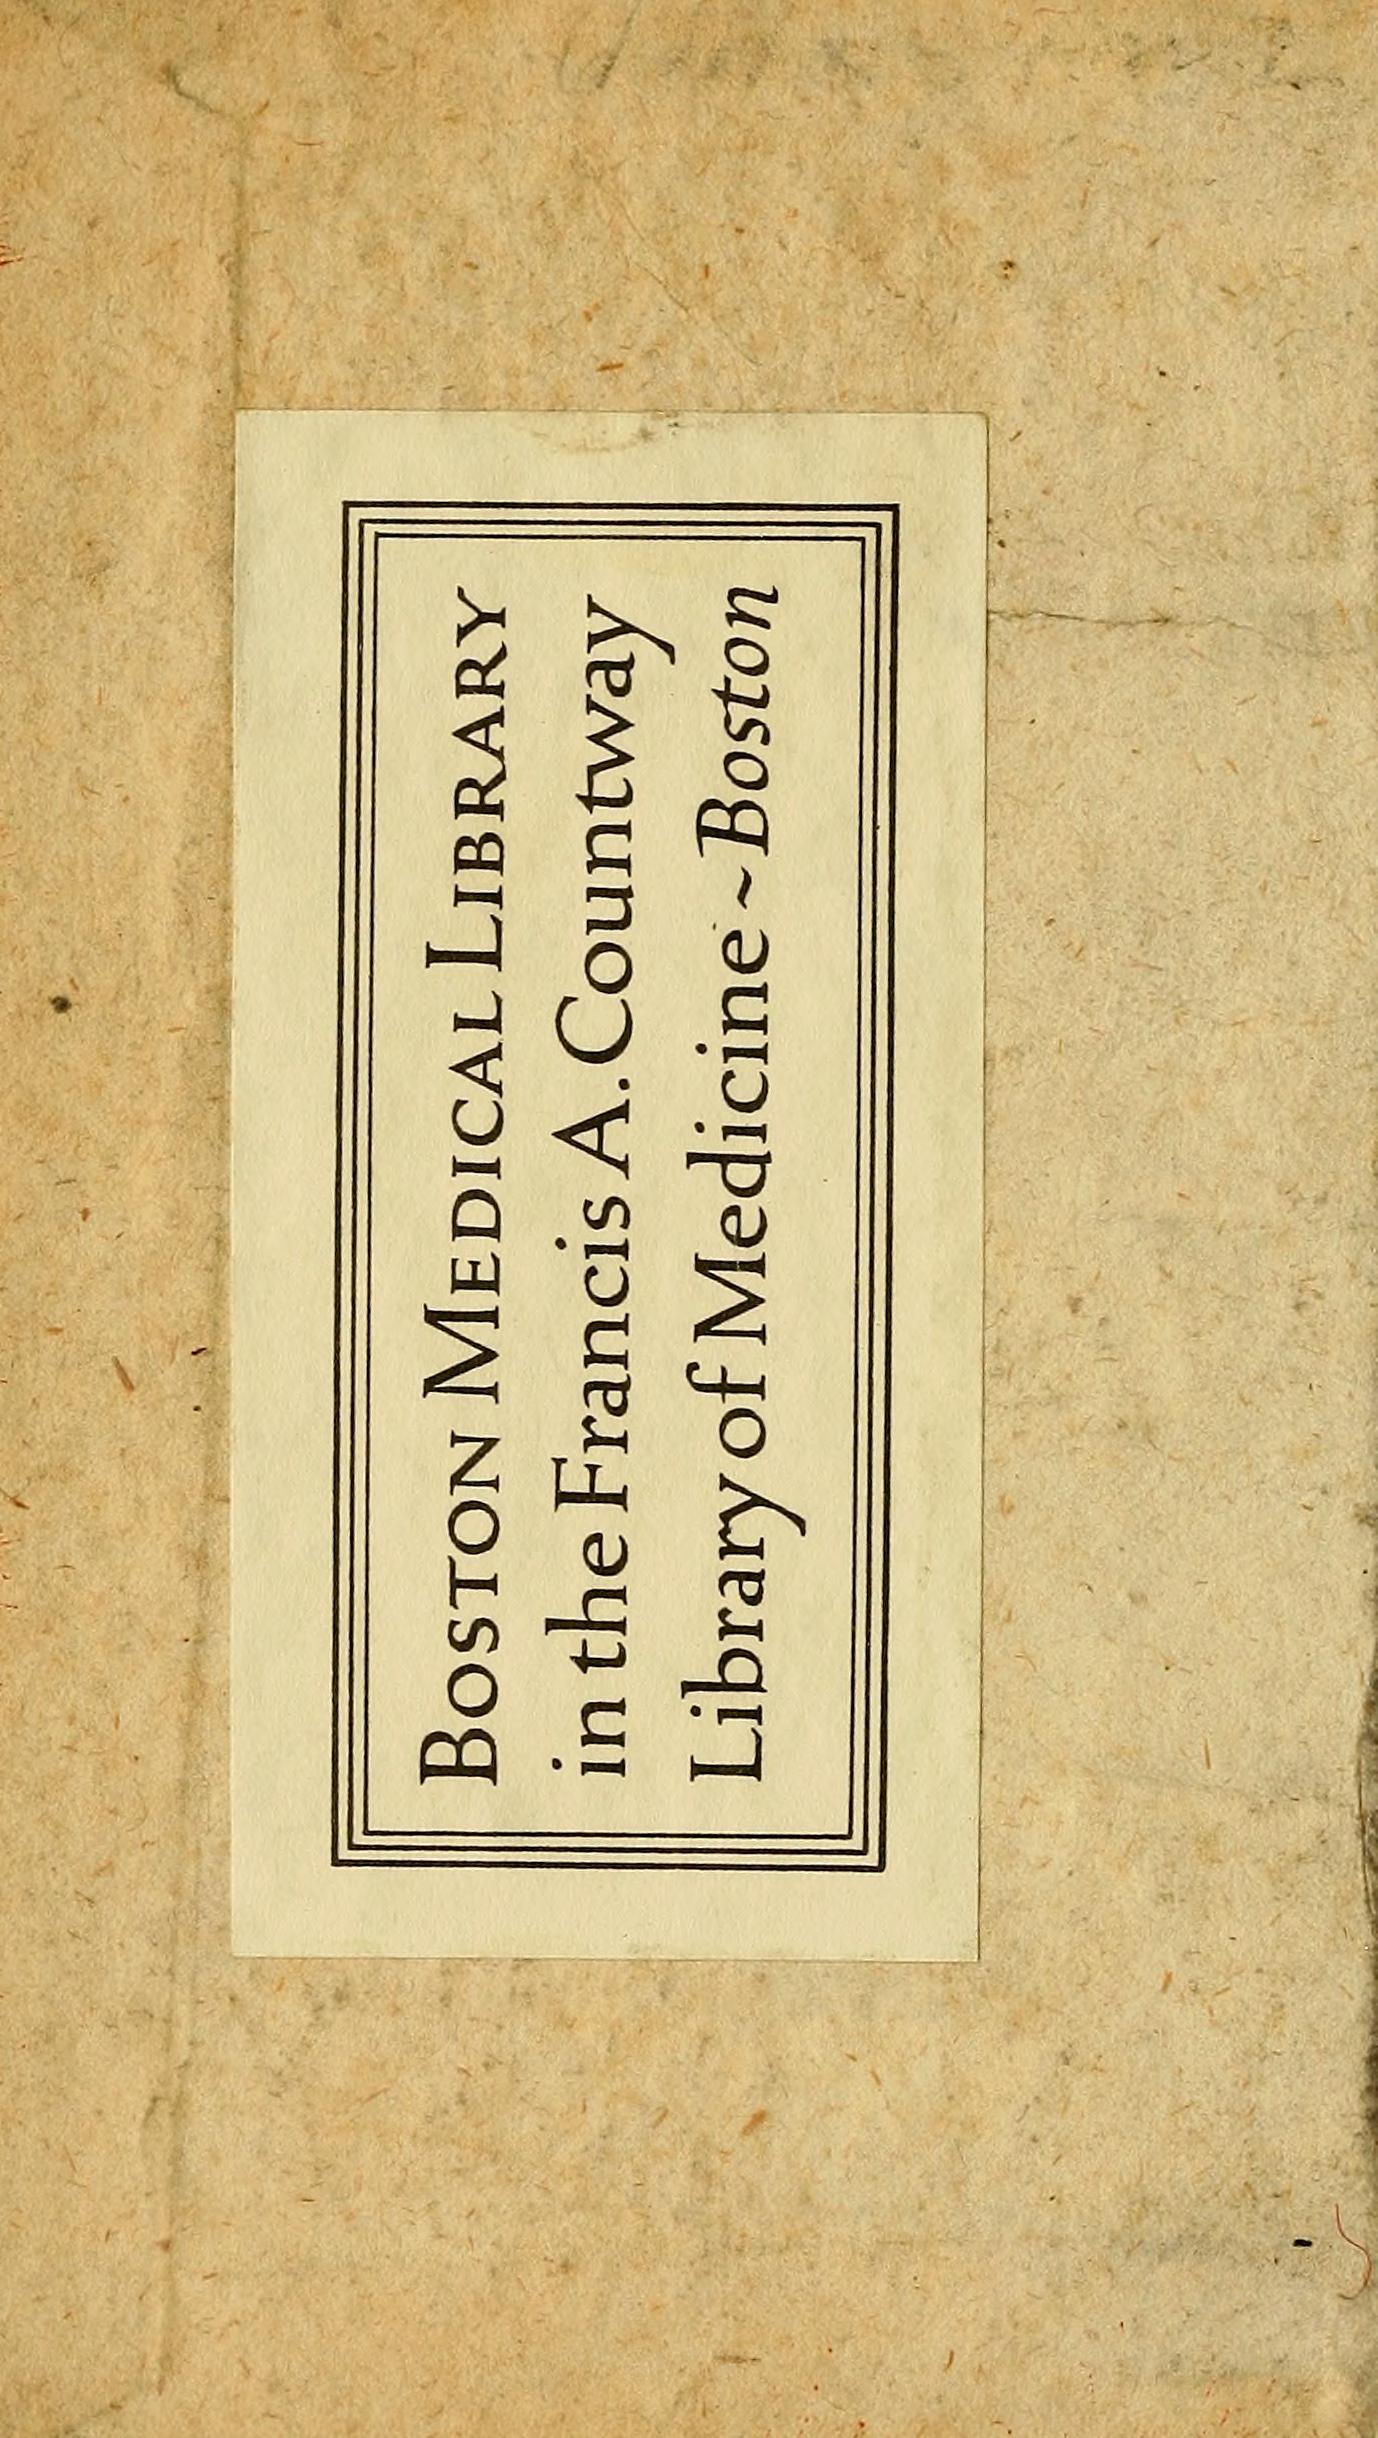 BOSTON MEDICAL LIBRARY
in the Francis A. Countway
Library of Medicine ~ Boston